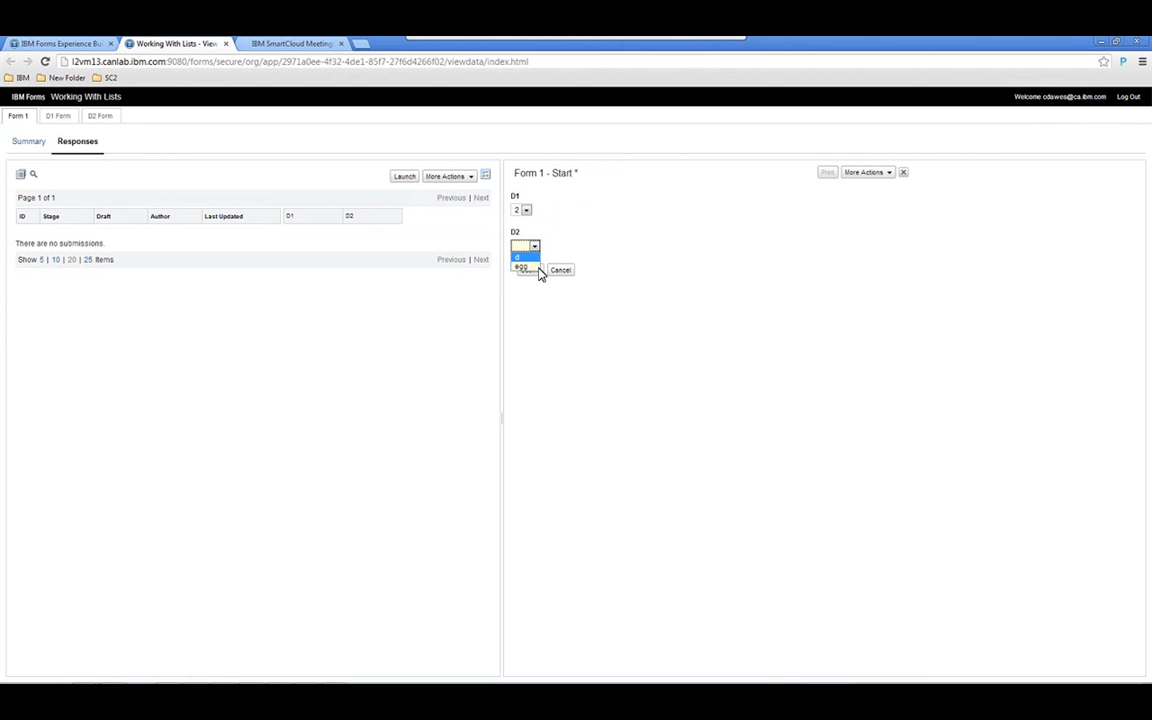 IBM Forms Experience Bu
Working With Lists - View
IBM SmartCloud Meeting
l2vm13.canlab.ibm.com:9080/forms/secure/org/app/2971a0ee-4f32-4de1-85f7-27f6d4266f02/viewdata/index.html
IBM
New Folder
SC2
IBM Forms Working With Lists
Welcome odawes@ca.ibm.com
Log Out
Form 1
D1 Form
D2 Form
Summary
Responses
Launch
More Actions
Page 1 of 1
Previous | Next
ID Stage Draft Author Last Updated D1 D2
There are no submissions.
Show 5 | 10 | 20 | 25 Items
Previous | Next
Form 1 - Start *
Print
More Actions
D1
2
D2
d
egg
Cancel